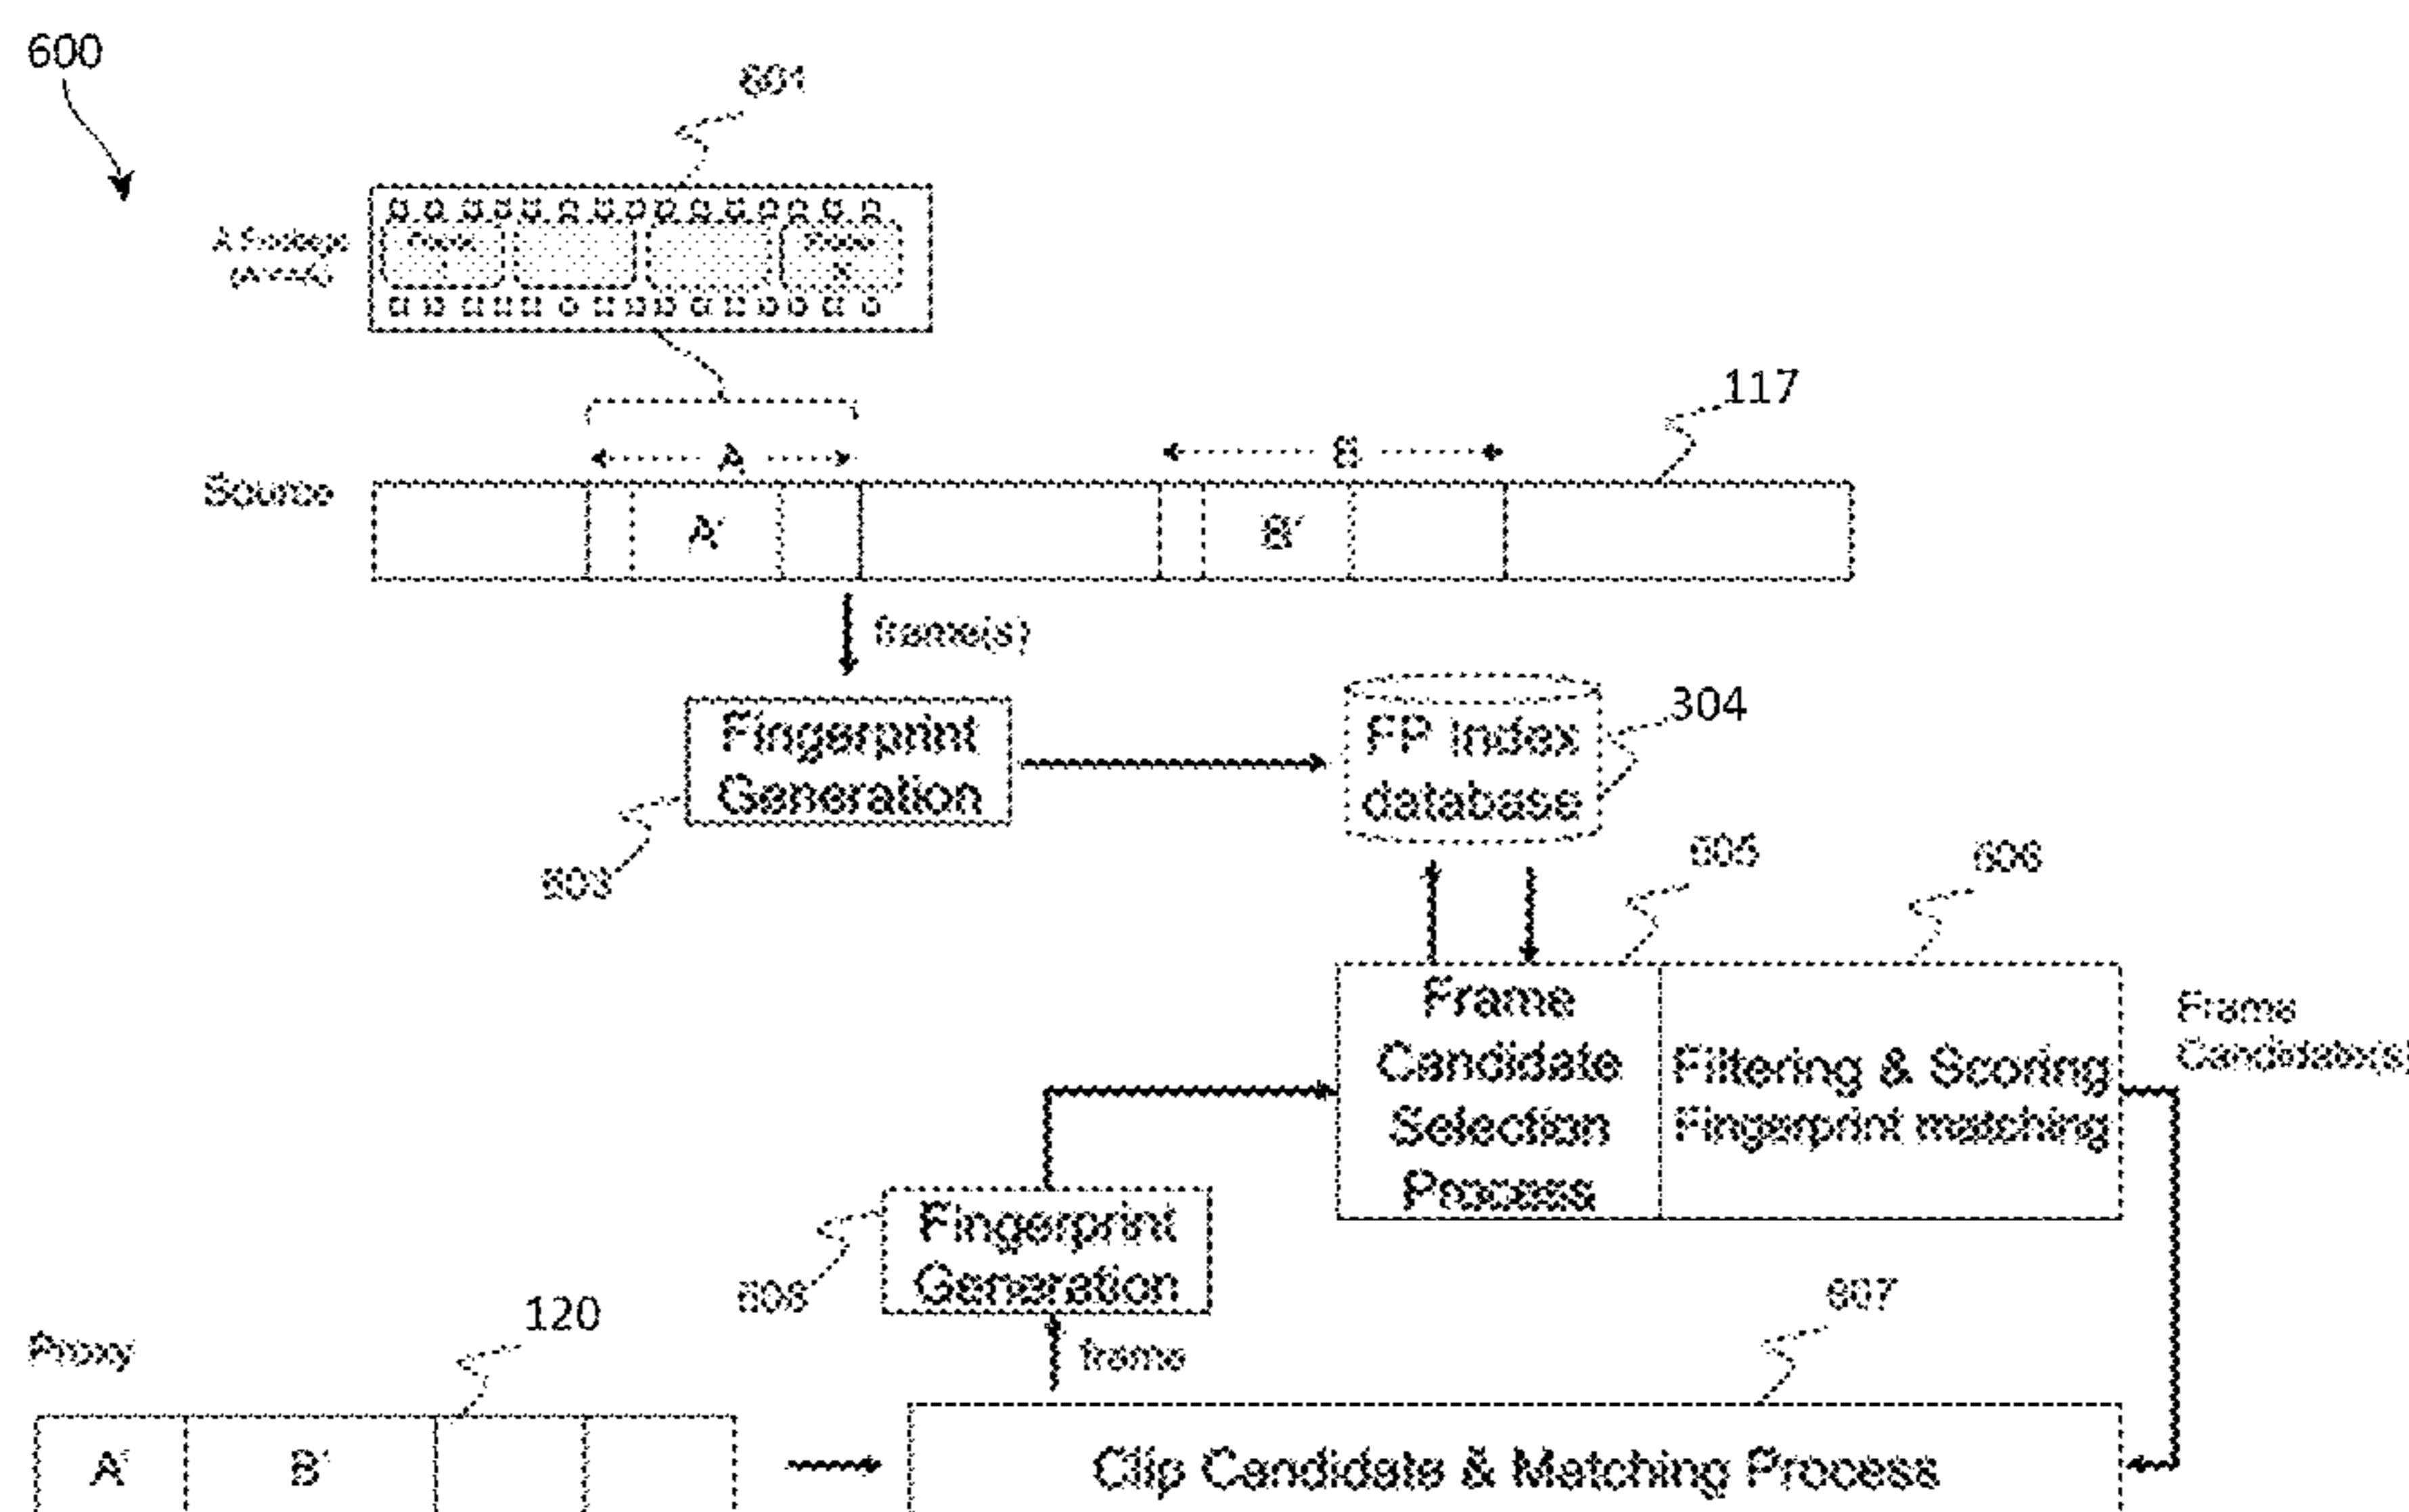 600
601
Source
A
B
117
A'
B'
frame(s)
Fingerprint
Generation
FP Index
database
304
603
605
606
Frame
Candidate
Selection
Process
Filtering & Scoring
Fingerprint matching
Frame
Candidate(s)
Fingerprint
Generation
frame
607
Proxy
120
A'
B'
Clip Candidate & Matching Process